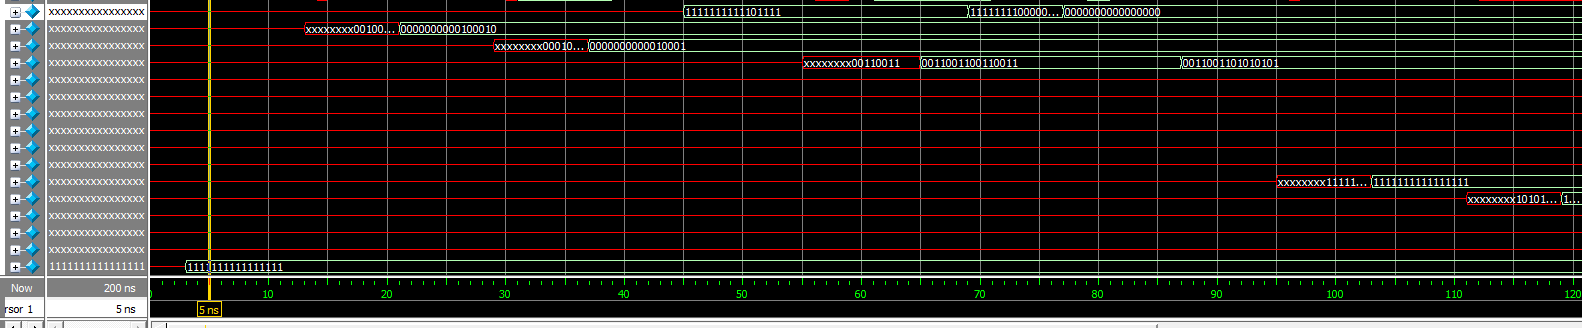 xxxxxxxxxxxxxxxx 1111111111101111 1111111100000... 0000000000000000
xxxxxxxxxxxxxxxx xxxxxxxx00100... 0000000000100010
xxxxxxxxxxxxxxxx xxxxxxxx00010... 0000000000010001
xxxxxxxxxxxxxxxx xxxxxxxx00110011 0011001100110011 0011001101010101
xxxxxxxxxxxxxxxx
xxxxxxxxxxxxxxxx
xxxxxxxxxxxxxxxx
xxxxxxxxxxxxxxxx
xxxxxxxxxxxxxxxx
xxxxxxxxxxxxxxxx
xxxxxxxxxxxxxxxx xxxxxxxx11111... 1111111111111111
xxxxxxxxxxxxxxxx xxxxxxxx10101... 1...
xxxxxxxxxxxxxxxx
xxxxxxxxxxxxxxxx
xxxxxxxxxxxxxxxx
1111111111111111 1111111111111111
Now 200 ns 10 20 30 40 50 60 70 80 90 100 110 120
rsor 1 5 ns 5 ns